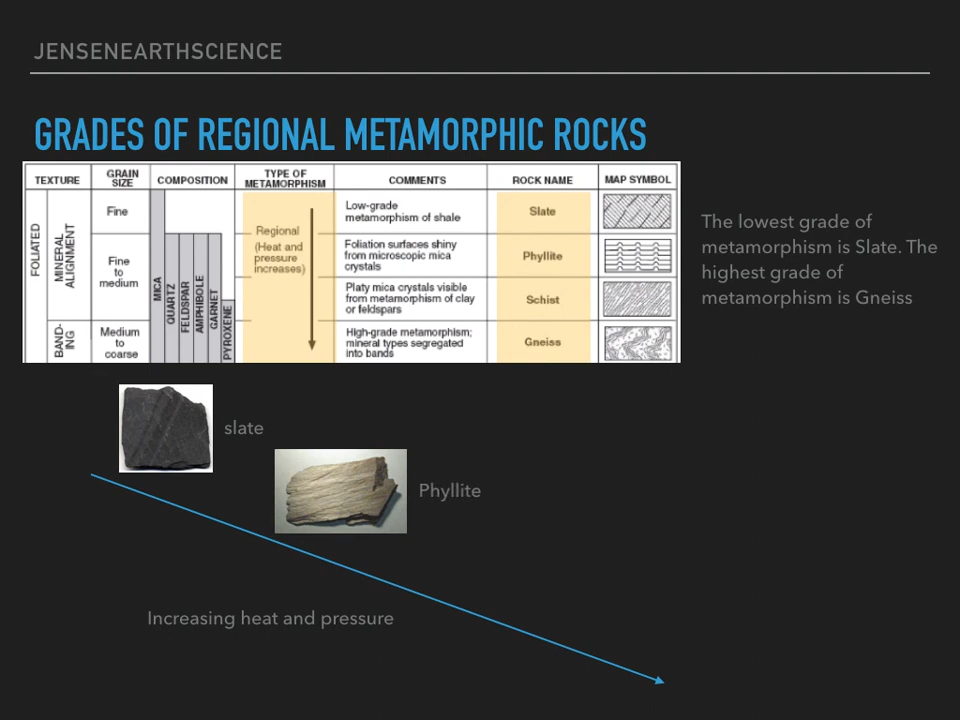 JENSENEARTHSCIENCE
GRADES OF REGIONAL METAMORPHIC ROCKS
TEXTURE
GRAIN
SIZE
COMPOSITION
TYPE OF
METAMORPHISM
COMMENTS
ROCK NAME
MAP SYMBOL
FOLIATED
MINERAL
ALIGNMENT
BAND-
ING
Fine
Fine
to
medium
Medium
to
coarse
MICA
QUARTZ
FELDSPAR
AMPHIBOLE
GARNET
PYROXENE
Regional
(Heat and
pressure
increases)
Low-grade
metamorphism of shale
Foliation surfaces shiny
from microscopic mica
crystals
Platy mica crystals visible
from metamorphism of clay
or feldspars
High-grade metamorphism;
mineral types segregated
into bands
Slate
Phyllite
Schist
Gneiss
The lowest grade of
metamorphism is Slate. The
highest grade of
metamorphism is Gneiss
slate
Phyllite
Increasing heat and pressure